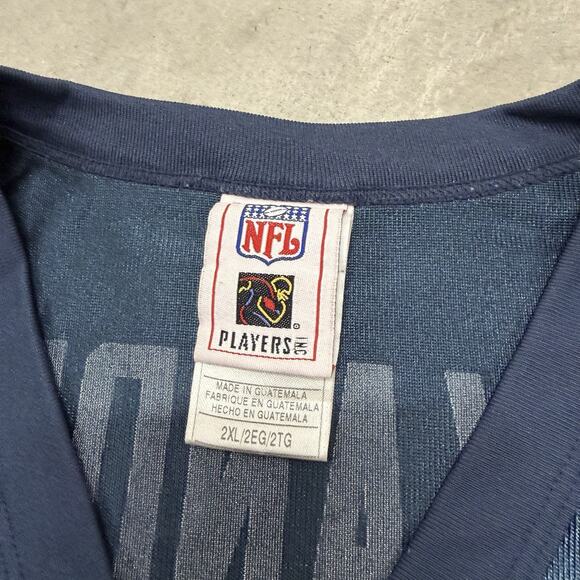 NFL
PLAYERS INC
MADE IN GUATEMALA
FABRIQUE EN GUATEMALA
HECHO EN GUATEMALA
2XL/2EG/2TG